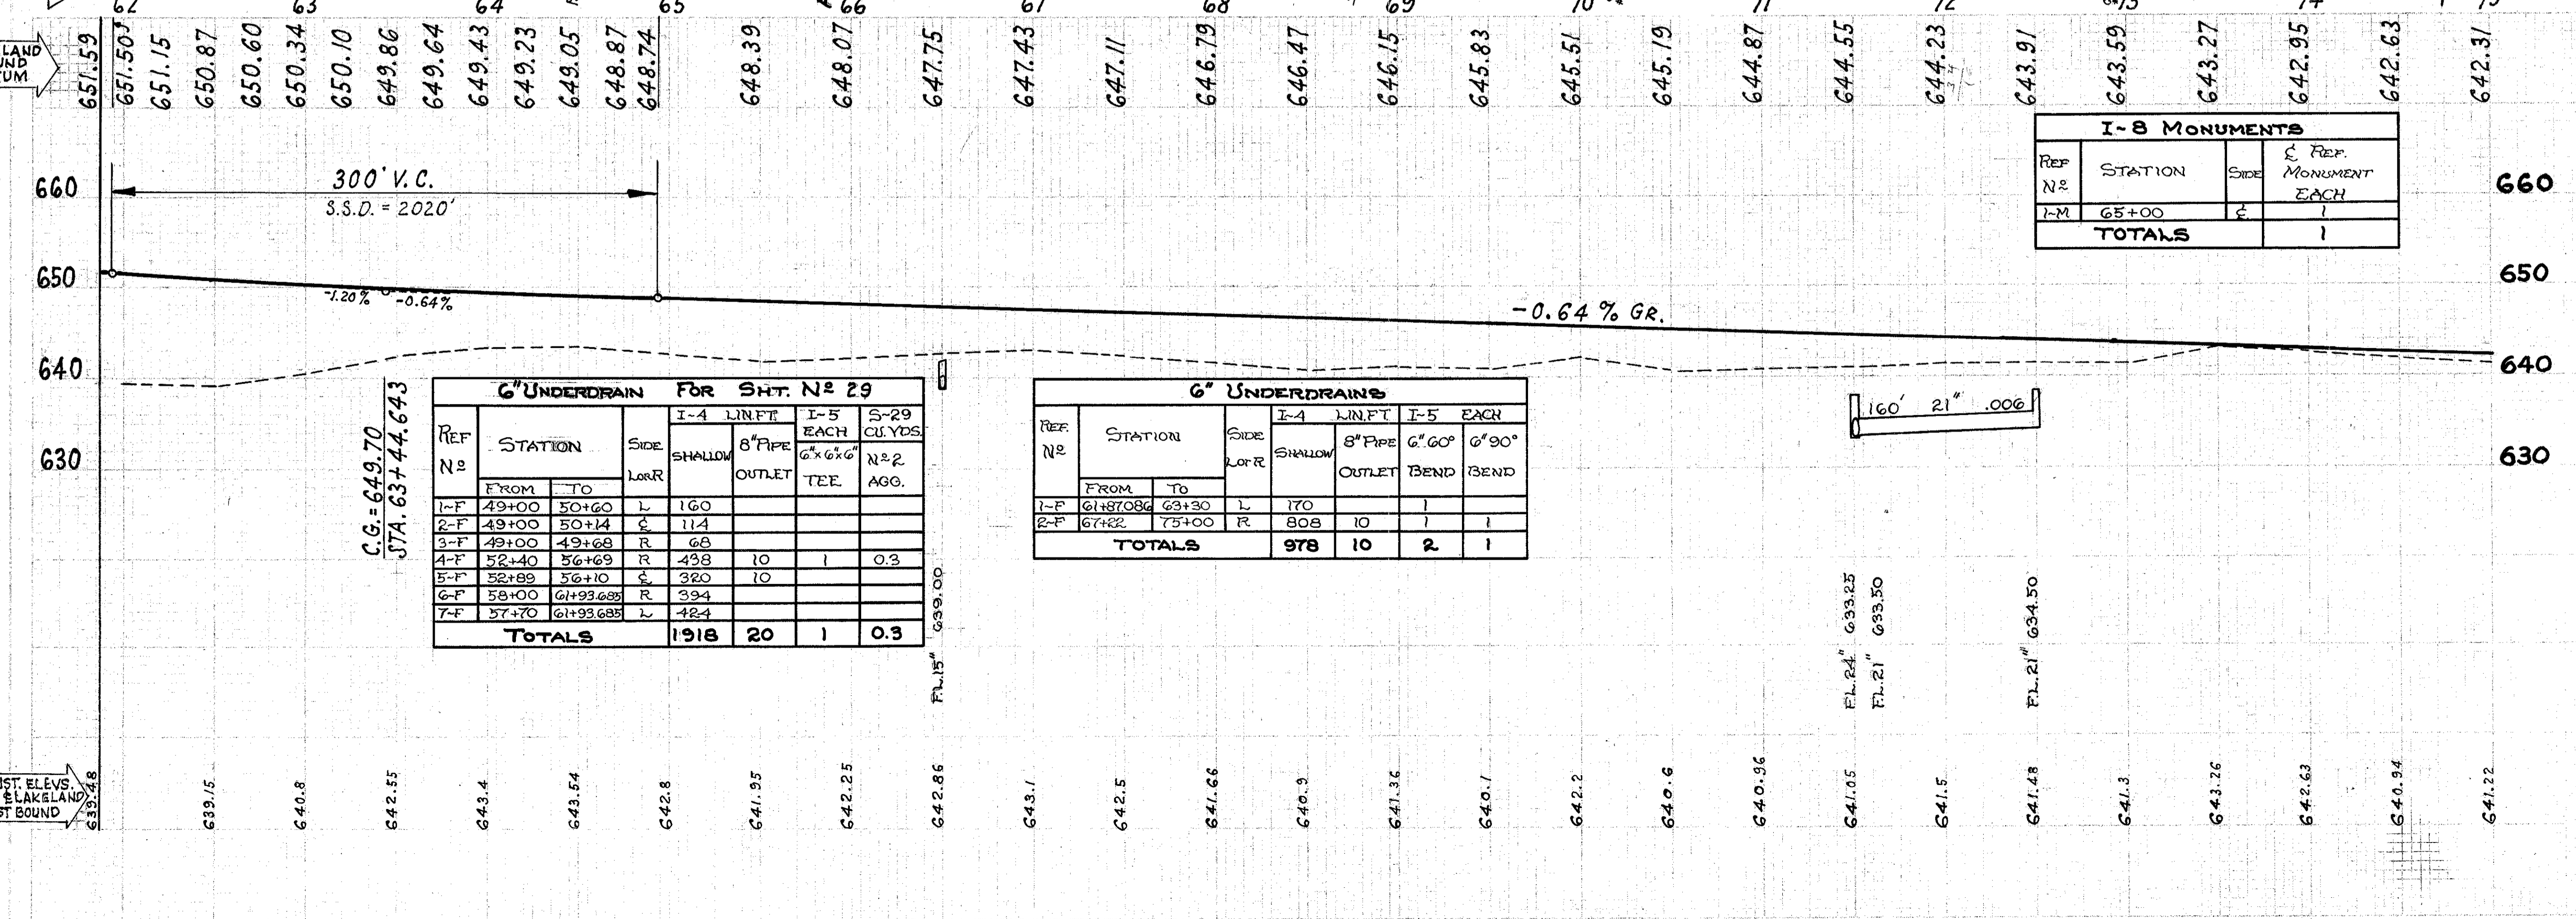 62 63 64 65 66 67 68 69 70 71 72 73 74
LAND
UND
UM
651.59 651.509 651.15 650.87 650.60 650.34 650.10 649.86 649.64 649.43 649.23 649.05 648.87 648.74 648.39 648.07 647.75 647.43 647.11 646.79 646.47 646.15 645.83 645.51 645.19 644.87 644.55 644.23 643.91 643.59 643.27 642.95 642.63 642.31
I~8 MONUMENTS
REF Nº STATION SIDE ℄ REF. MONUMENT EACH
1~M 65+00 ℄ 1
TOTALS 1
300' V.C.
S.S.D. = 2020'
660 660
650 650
-1.20% -0.64%
-0.64 % GR.
640 640
630 630
C.G.=649.70
STA. 63+44.643
6" UNDERDRAIN FOR SHT. Nº 29
REF Nº STATION SIDE L or R I~4 LIN.FT. I~5 EACH S~29 CU.YDS.
FROM TO SHALLOW 8" PIPE OUTLET 6"x6"x6" TEE Nº2 AGG.
1~F 49+00 50+60 L 160
2~F 49+00 50+14 ℄ 114
3~F 49+00 49+68 R 68
4~F 52+40 56+69 R 438 10 1 0.3
5~F 52+89 56+10 ℄ 320 10
6~F 58+00 61+93.685 R 394
7~F 57+70 61+93.685 L 424
TOTALS 1918 20 1 0.3
F.L.15" 639.00
6" UNDERDRAINS
REF. Nº STATION SIDE L or R I~4 LIN.FT I~5 EACH
FROM TO SHALLOW 8" PIPE OUTLET 6" 60° BEND 6" 90° BEND
1~F 61+87.086 63+30 L 170 1
2~F 67+22 75+00 R 808 10 1 1
TOTALS 978 10 2 1
160' 21" .006
F.L.24" 633.25
F.L.21" 633.50
F.L.21" 634.50
IST. ELEVS.
℄ LAKELAND
ST BOUND
639.48 639.15 640.8 642.55 643.4 643.54 642.8 641.95 642.25 642.86 643.1 642.5 641.66 640.9 641.36 640.1 642.2 640.6 640.96 641.05 641.5 641.48 641.3 643.26 642.63 640.94 641.22